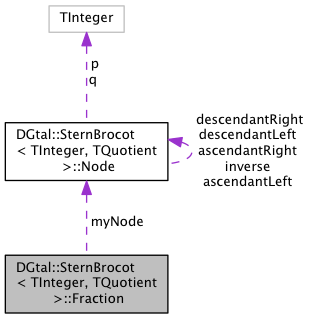 TInteger
p
q
descendantRight
descendantLeft
ascendantRight
inverse
ascendantLeft
DGtal::SternBrocot
< TInteger, TQuotient
>::Node
myNode
DGtal::SternBrocot
< TInteger, TQuotient
>::Fraction